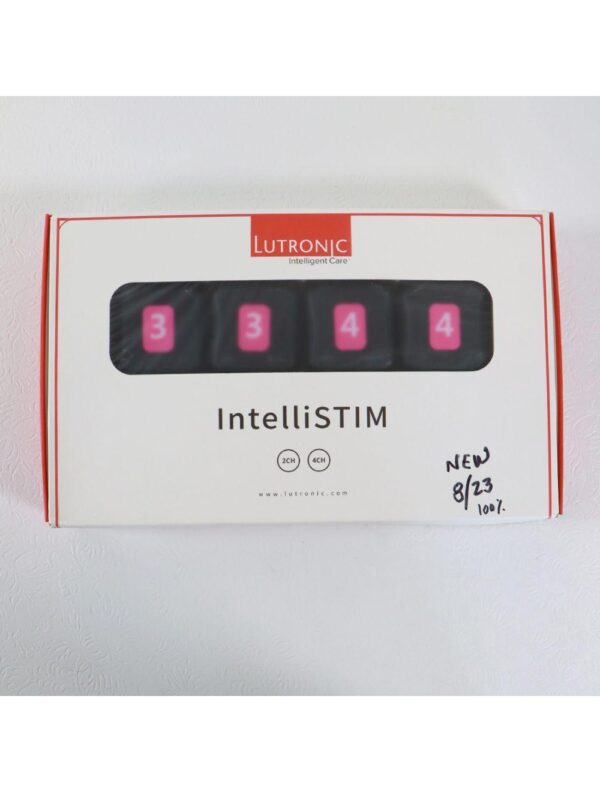 LUTRONIC
Intelligent Care
3 3 4 4
IntelliSTIM
2CH 4CH
www.lutronic.com
NEW
8/23
100%